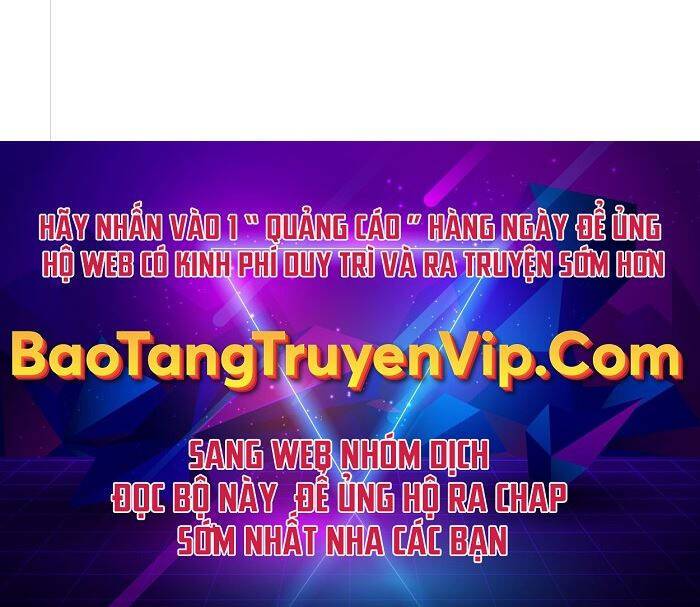 HÃY NHẤN VÀO 1 “ QUẢNG CÁO ” HÀNG NGÀY ĐỂ ỦNG
HỘ WEB CÓ KINH PHÍ DUY TRÌ VÀ RA TRUYỆN SỚM HƠN
BaoTangTruyenVip.Com
SANG WEB NHÓM DỊCH
ĐỌC BỘ NÀY ĐỂ ỦNG HỘ RA CHAP
SỚM NHẤT NHA CÁC BẠN